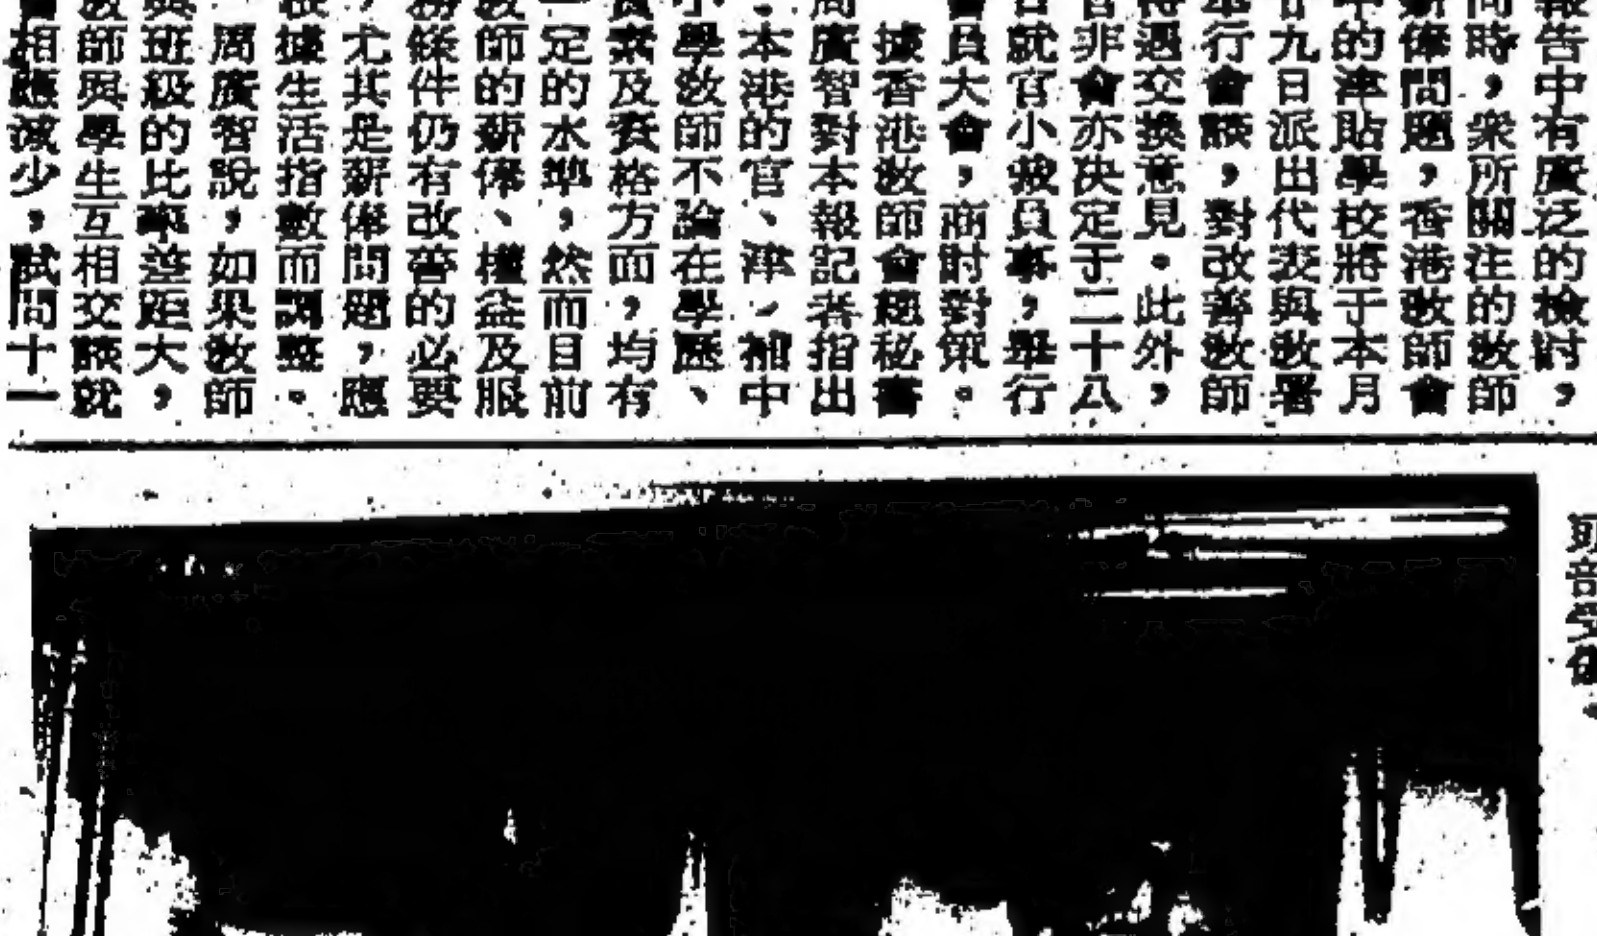 報告中有廣泛的檢討，
同時，衆所關注的教師
薪俸問題，香港教師會
中的津貼學校將于本月
廿九日派出代表與教署
舉行會談，對改善教師
待遇交換意見。此外，
官非會亦決定于二十八
日就官小裁員事，舉行
會員大會，商討對策。
據香港教師會總秘書
周廣智對本報記者指出
，本港的官、津、補中
小學教師不論在學歷、
質素及資格方面，均有
一定的水準，然而目前
教師的薪俸、權益及服
務條件仍有改善的必要
，尤其是薪俸問題，應
根據生活指數而調整。
周廣智說，如果教師
與班級的比率差距大，
教師與學生互相交談就
會相應減少，試問十一
頭部受傷。